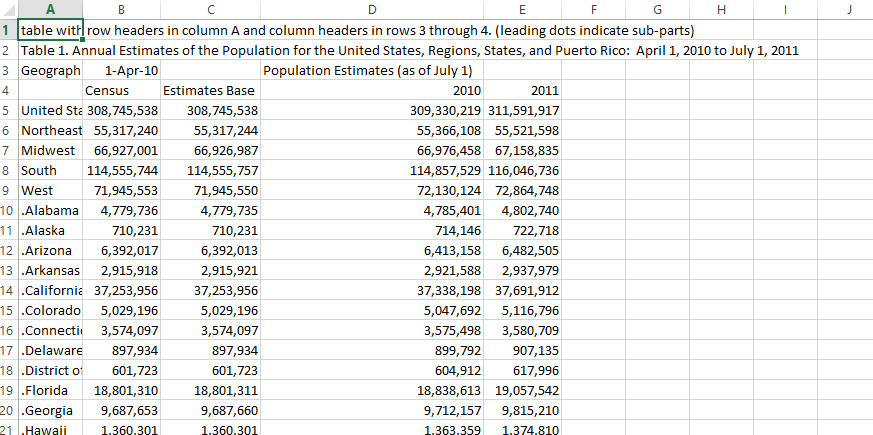 A B C D E F G H I J
1 table with row headers in column A and column headers in rows 3 through 4. (leading dots indicate sub-parts)
2 Table 1. Annual Estimates of the Population for the United States, Regions, States, and Puerto Rico: April 1, 2010 to July 1, 2011
3 Geograph 1-Apr-10 Population Estimates (as of July 1)
4 Census Estimates Base 2010 2011
5 United Sta 308,745,538 308,745,538 309,330,219 311,591,917
6 Northeast 55,317,240 55,317,244 55,366,108 55,521,598
7 Midwest 66,927,001 66,926,987 66,976,458 67,158,835
8 South 114,555,744 114,555,757 114,857,529 116,046,736
9 West 71,945,553 71,945,550 72,130,124 72,864,748
10 .Alabama 4,779,736 4,779,735 4,785,401 4,802,740
11 .Alaska 710,231 710,231 714,146 722,718
12 .Arizona 6,392,017 6,392,013 6,413,158 6,482,505
13 .Arkansas 2,915,918 2,915,921 2,921,588 2,937,979
14 .California 37,253,956 37,253,956 37,338,198 37,691,912
15 .Colorado 5,029,196 5,029,196 5,047,692 5,116,796
16 .Connecti 3,574,097 3,574,097 3,575,498 3,580,709
17 .Delaware 897,934 897,934 899,792 907,135
18 .District of 601,723 601,723 604,912 617,996
19 .Florida 18,801,310 18,801,311 18,838,613 19,057,542
20 .Georgia 9,687,653 9,687,660 9,712,157 9,815,210
21 .Hawaii 1,360,301 1,360,301 1,363,359 1,374,810